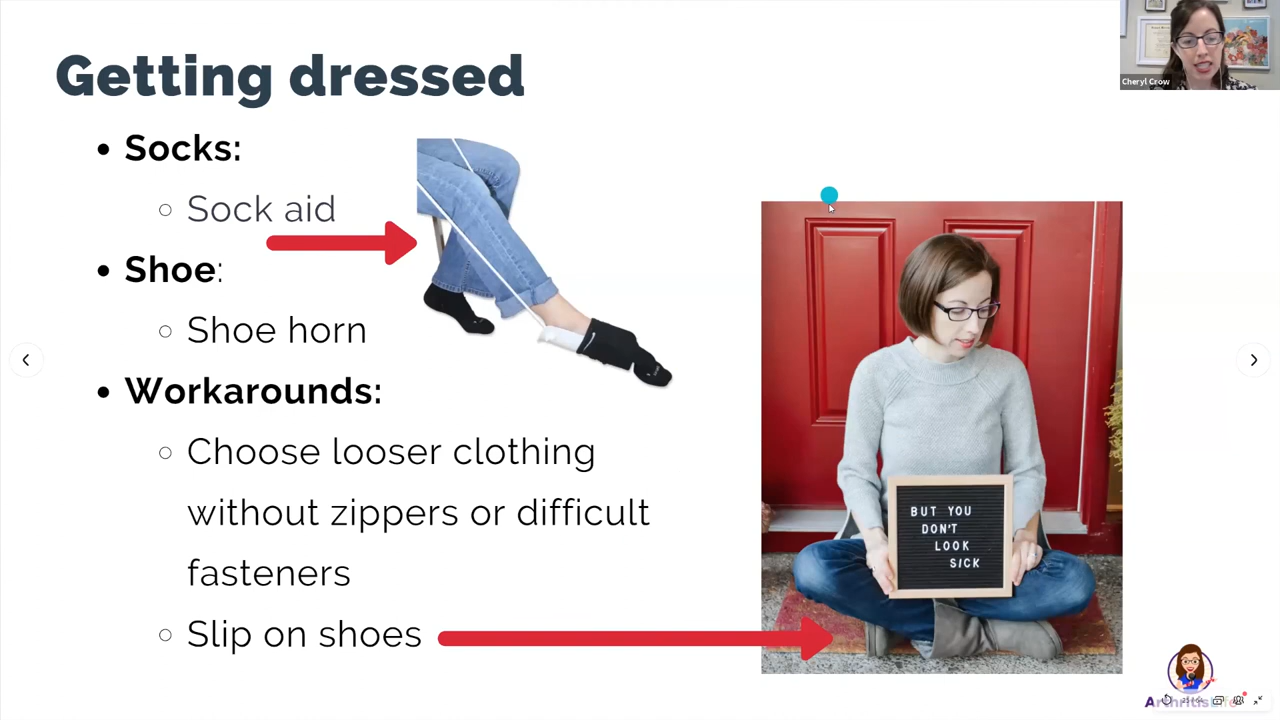 Getting dressed
Cheryl Crow
• Socks:
○ Sock aid
• Shoe:
○ Shoe horn
• Workarounds:
○ Choose looser clothing
without zippers or difficult
fasteners
○ Slip on shoes
BUT YOU
DON'T
LOOK
SICK